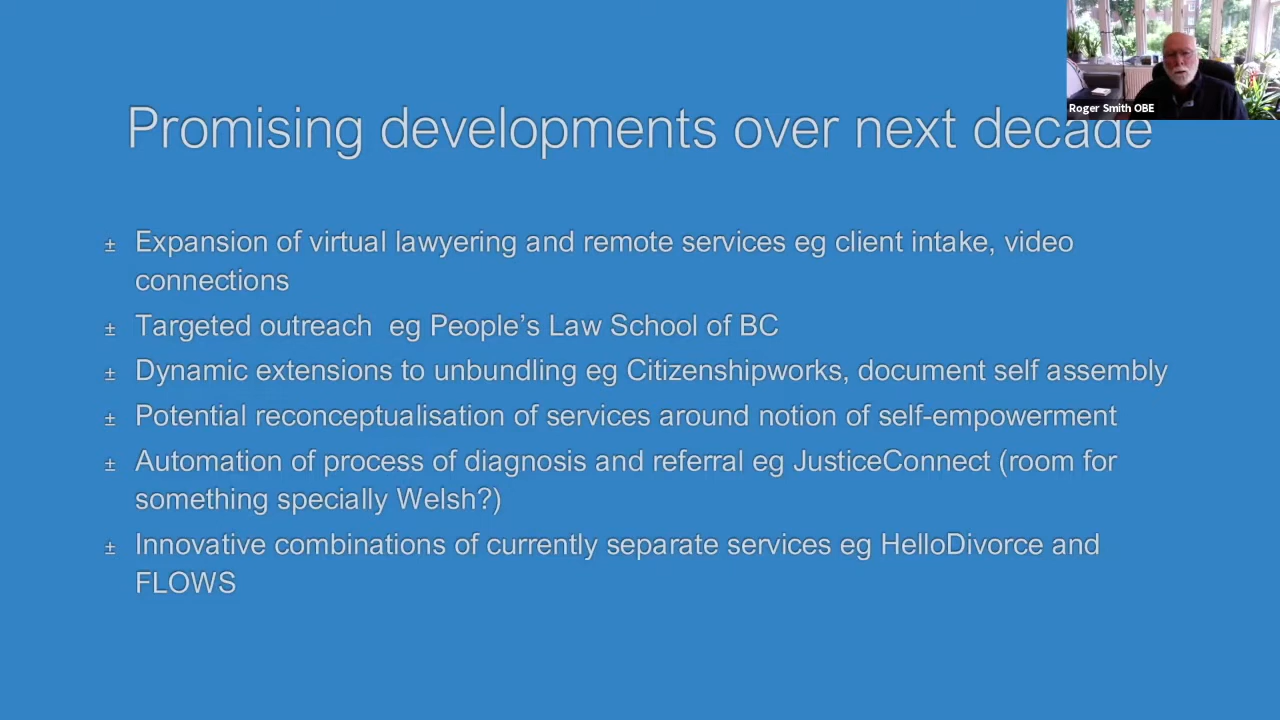 Roger Smith OBE
Promising developments over next decade
± Expansion of virtual lawyering and remote services eg client intake, video
connections
± Targeted outreach eg People's Law School of BC
± Dynamic extensions to unbundling eg Citizenshipworks, document self assembly
± Potential reconceptualisation of services around notion of self-empowerment
± Automation of process of diagnosis and referral eg JusticeConnect (room for
something specially Welsh?)
± Innovative combinations of currently separate services eg HelloDivorce and
FLOWS